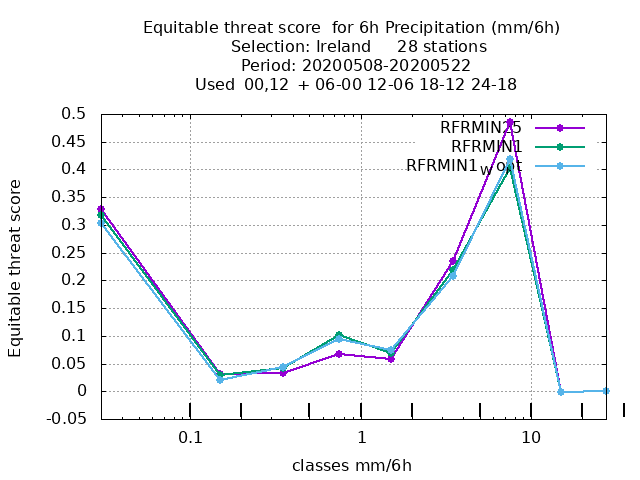 Equitable threat score  for 6h Precipitation (mm/6h)
Selection: Ireland     28 stations
Period: 20200508-20200522
Used  00,12  + 06-00 12-06 18-12 24-18
0.5
0.45
0.4
0.35
0.3
0.25
0.2
0.15
0.1
0.05
0
-0.05
Equitable threat score
RFRMIN25
RFRMIN1
RFRMIN1wopt
0.1
1
10
classes mm/6h